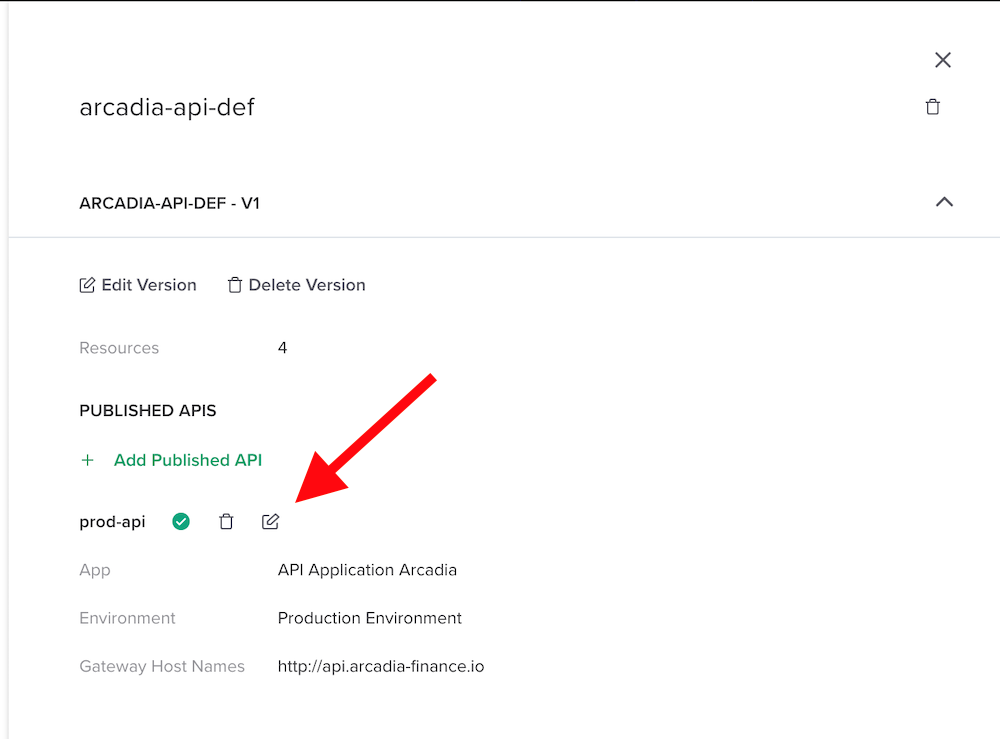 arcadia-api-def
ARCADIA-API-DEF - V1
Edit Version Delete Version
Resources 4
PUBLISHED APIS
+ Add Published API
prod-api
App API Application Arcadia
Environment Production Environment
Gateway Host Names http://api.arcadia-finance.io